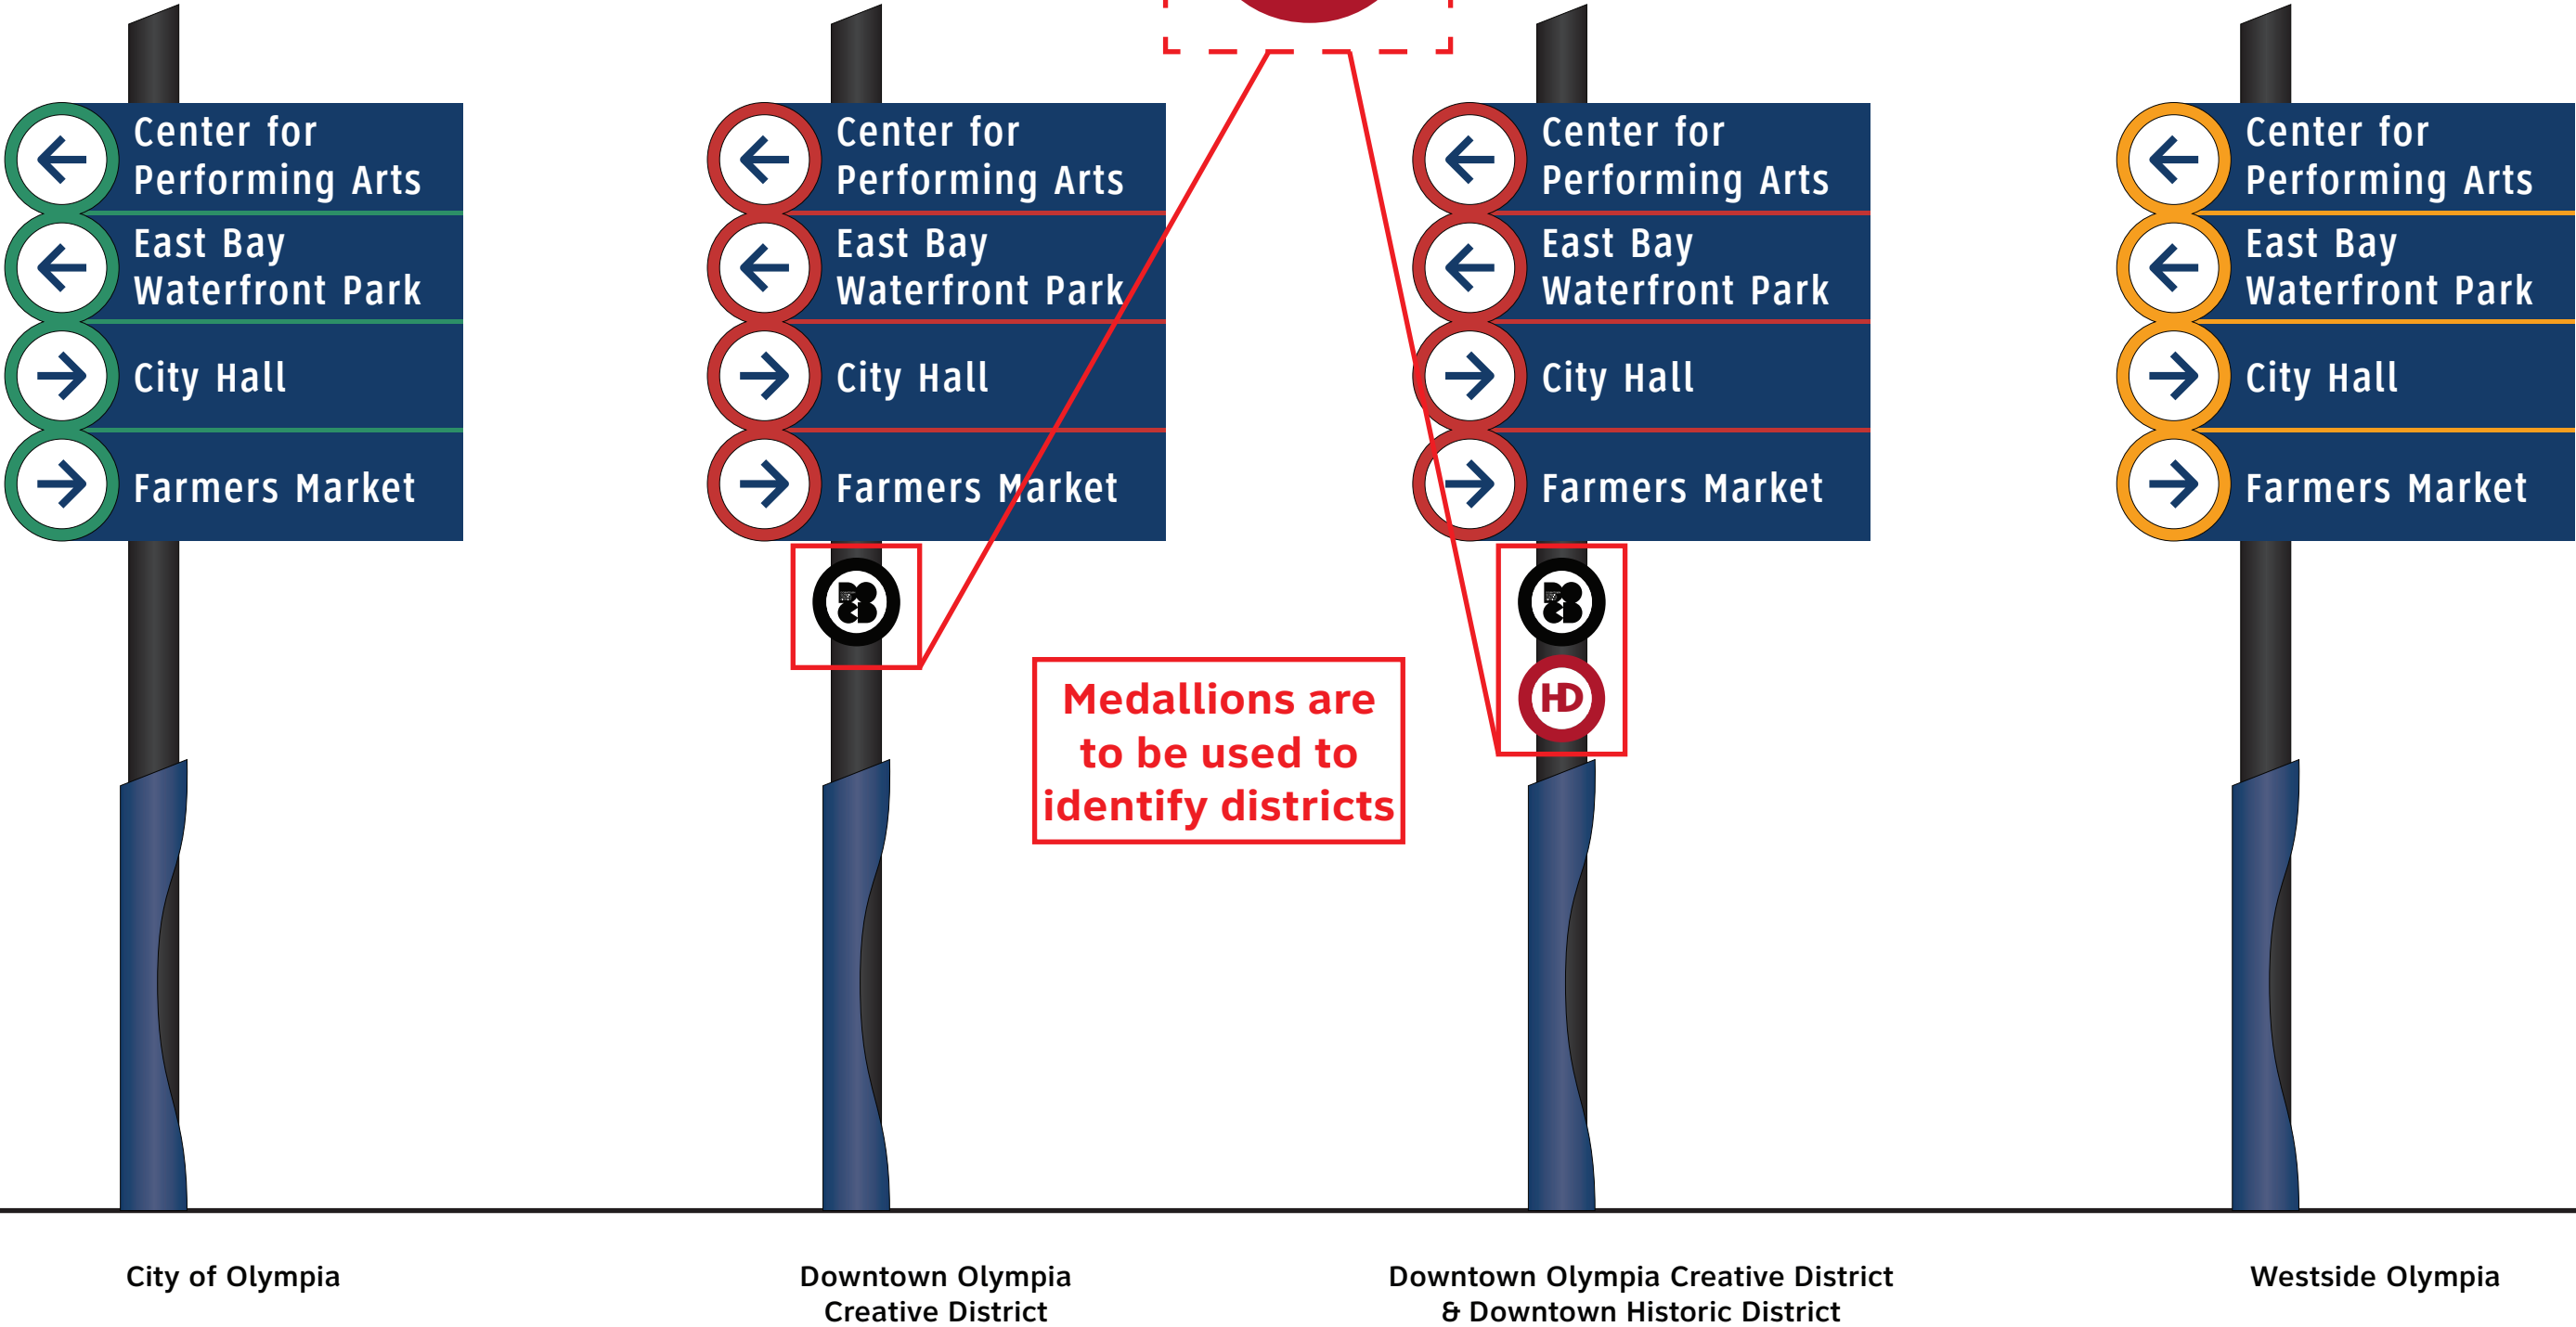 Center for
Performing Arts
East Bay
Waterfront Park
City Hall
Farmers Market
Center for
Performing Arts
East Bay
Waterfront Park
City Hall
Farmers Market
Center for
Performing Arts
East Bay
Waterfront Park
City Hall
Farmers Market
HD
Center for
Performing Arts
East Bay
Waterfront Park
City Hall
Farmers Market
Medallions are
to be used to
identify districts
City of Olympia
Downtown Olympia
Creative District
Downtown Olympia Creative District
& Downtown Historic District
Westside Olympia